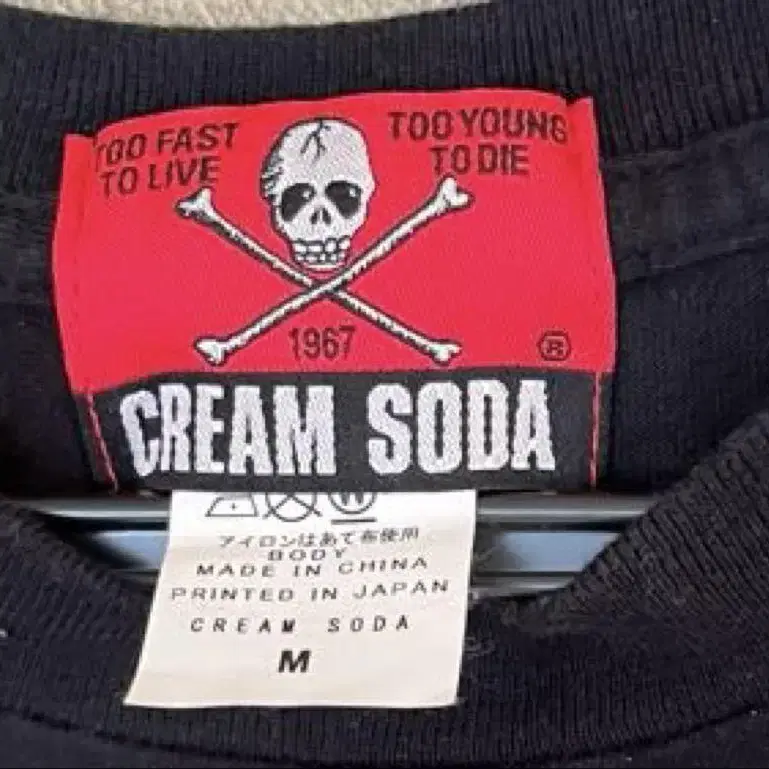 TOO FAST
TO LIVE
TOO YOUNG
TO DIE
1967
®
CREAM SODA
W
アイロンはあて布使用
BODY
MADE IN CHINA
PRINTED IN JAPAN
CREAM SODA
M